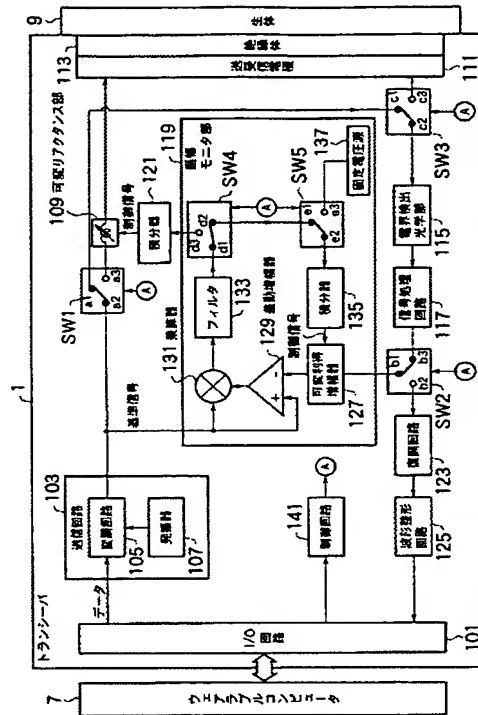 1
9
生体
絶縁体
113
送受信電極
111
109 可変リアクタンス部
制御信号
121
積分器
119
振幅
モニタ部
SW1
a1
a2
a3
A
SW4
d3
d2
d1
A
SW5
e1
e2
e3
137
固定電圧源
SW3
c1
c2
c3
A
115
電界検出
光学部
117
信号処理
回路
131 乗算器
フィルタ
133
129 差動増幅器
+
-
制御信号
積分器
135
可変利得
増幅器
127
SW2
b1
b2
b3
A
基準信号
103
送信回路
変調回路
105
発振器
107
141
制御回路
A
復調回路
123
波形整形
回路
125
データ
トランシーバ
I/O
回路
101
7
ウェアラブルコンピュータ